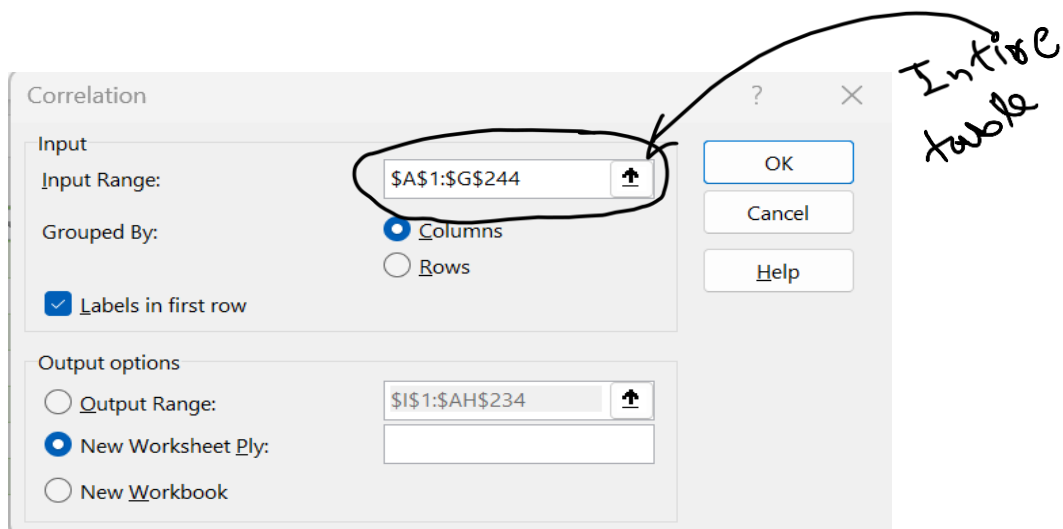 Intire
table
Correlation ?
Input
Input Range: $A$1:$G$244
OK
Cancel
Grouped By: Columns
Rows
Help
Labels in first row
Output options
Output Range: $I$1:$AH$234
New Worksheet Ply:
New Workbook